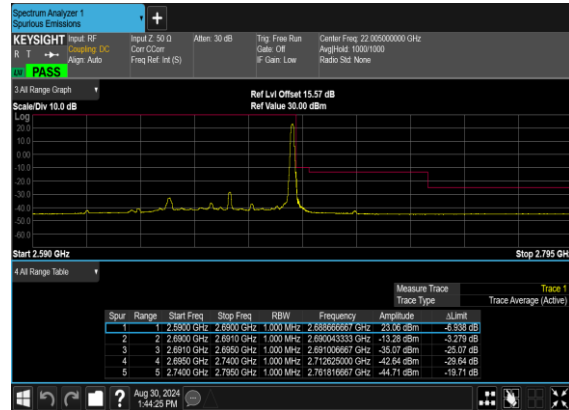 Spectrum Analyzer 1
Spurious Emissions
KEYSIGHT Input: RF Input Z: 50 Ω Atten: 30 dB Trig: Free Run Center Freq: 22.005000000 GHz
R T Coupling: DC Corr CCorr Gate: Off Avg|Hold: 1000/1000
Align: Auto Freq Ref: Int (S) IF Gain: Low Radio Std: None
PASS
3 All Range Graph
Ref Lvl Offset 15.57 dB
Scale/Div 10.0 dB Ref Value 30.00 dBm
Log
20.0
10.0
0.00
-10.0
-20.0
-30.0
-40.0
-50.0
-60.0
Start 2.590 GHz Stop 2.795 GHz
4 All Range Table
Measure Trace Trace 1
Trace Type Trace Average (Active)
Spur Range Start Freq Stop Freq RBW Frequency Amplitude ΔLimit
1 1 2.5900 GHz 2.6900 GHz 1.000 MHz 2.688666667 GHz 23.06 dBm -6.938 dB
2 2 2.6900 GHz 2.6910 GHz 1.000 MHz 2.690043333 GHz -13.28 dBm -3.279 dB
3 3 2.6910 GHz 2.6950 GHz 1.000 MHz 2.691006667 GHz -35.07 dBm -25.07 dB
4 4 2.6950 GHz 2.7400 GHz 1.000 MHz 2.712625000 GHz -42.64 dBm -29.64 dB
5 5 2.7400 GHz 2.7950 GHz 1.000 MHz 2.761816667 GHz -44.71 dBm -19.71 dB
Aug 30, 2024
1:44:25 PM